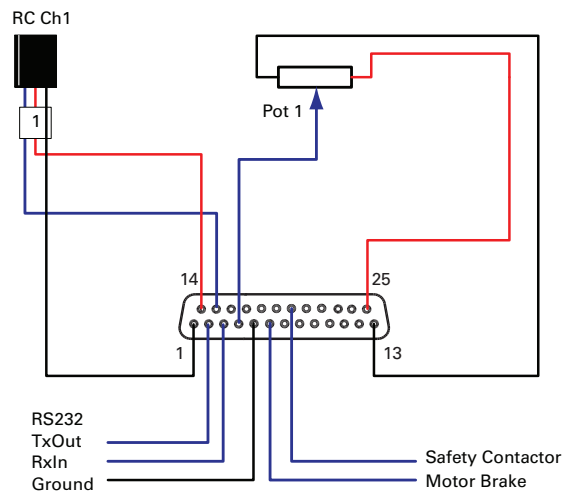 RC Ch1
1
Pot 1
14
25
1
13
RS232
TxOut
RxIn
Ground
Safety Contactor
Motor Brake